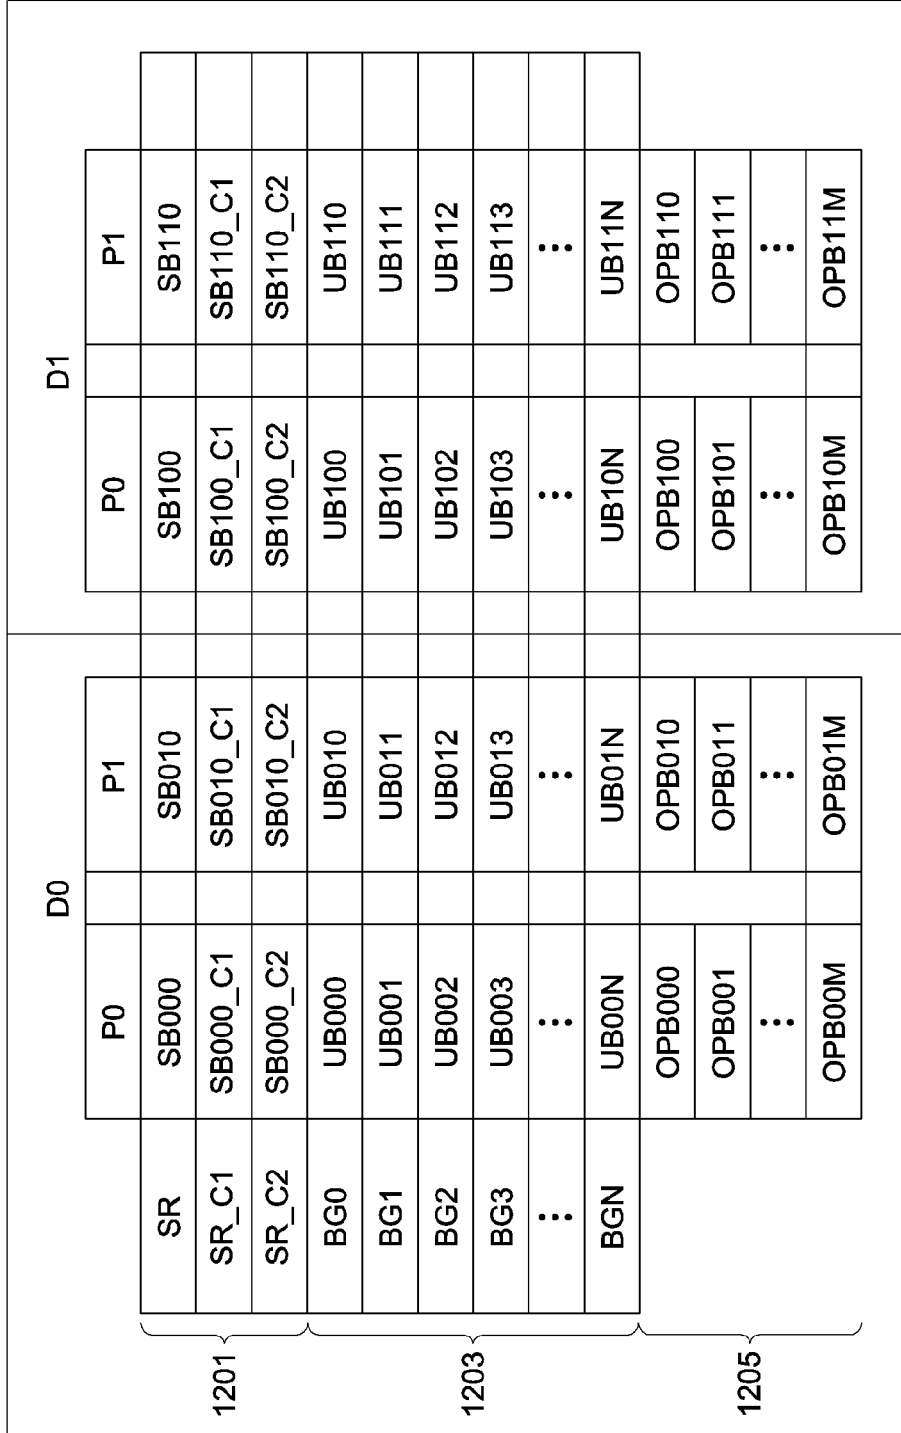 D0 D1
P0 P1 P0 P1
SR SB000 SB010 SB100 SB110
SR_C1 SB000_C1 SB010_C1 SB100_C1 SB110_C1
SR_C2 SB000_C2 SB010_C2 SB100_C2 SB110_C2
BG0 UB000 UB010 UB100 UB110
BG1 UB001 UB011 UB101 UB111
BG2 UB002 UB012 UB102 UB112
BG3 UB003 UB013 UB103 UB113
... ... ... ... ...
BGN UB00N UB01N UB10N UB11N
OPB000 OPB010 OPB100 OPB110
OPB001 OPB011 OPB101 OPB111
... ... ... ...
OPB00M OPB01M OPB10M OPB11M
1201
1203
1205